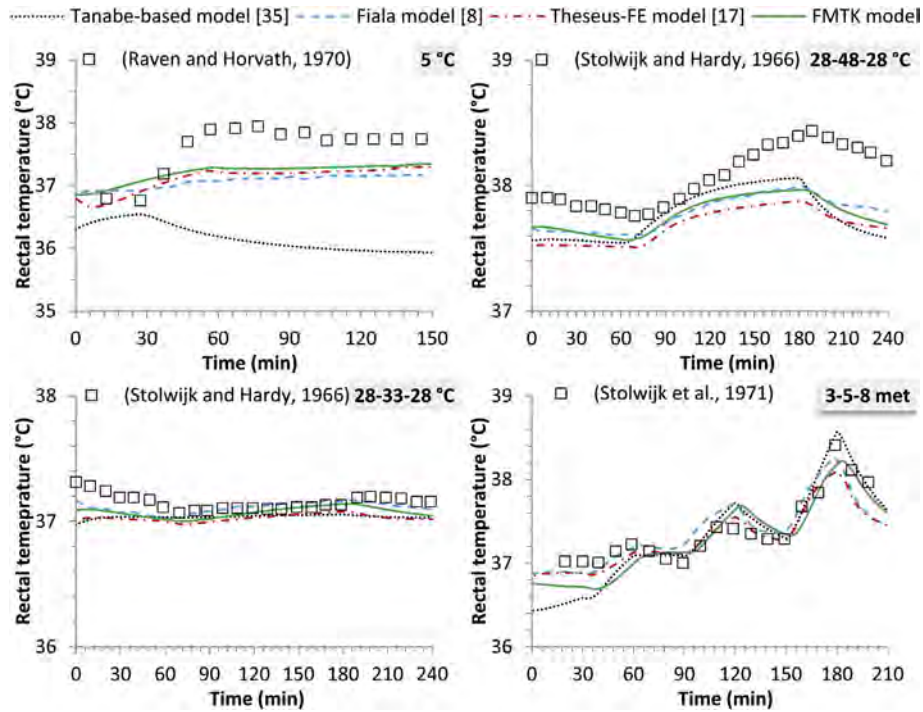 Tanabe-based model [35] Fiala model [8] Theseus-FE model [17] FMTK model
(Raven and Horvath, 1970) 5 °C
Rectal temperature (°C)
39
38
37
36
35
0 30 60 90 120 150
Time (min)
(Stolwijk and Hardy, 1966) 28-48-28 °C
Rectal temperature (°C)
39
38
37
0 30 60 90 120 150 180 210 240
Time (min)
(Stolwijk and Hardy, 1966) 28-33-28 °C
Rectal temeprature (°C)
38
37
36
0 30 60 90 120 150 180 210 240
Time (min)
(Stolwijk et al., 1971) 3-5-8 met
Rectal temperature (°C)
39
38
37
36
0 30 60 90 120 150 180 210
Time (min)